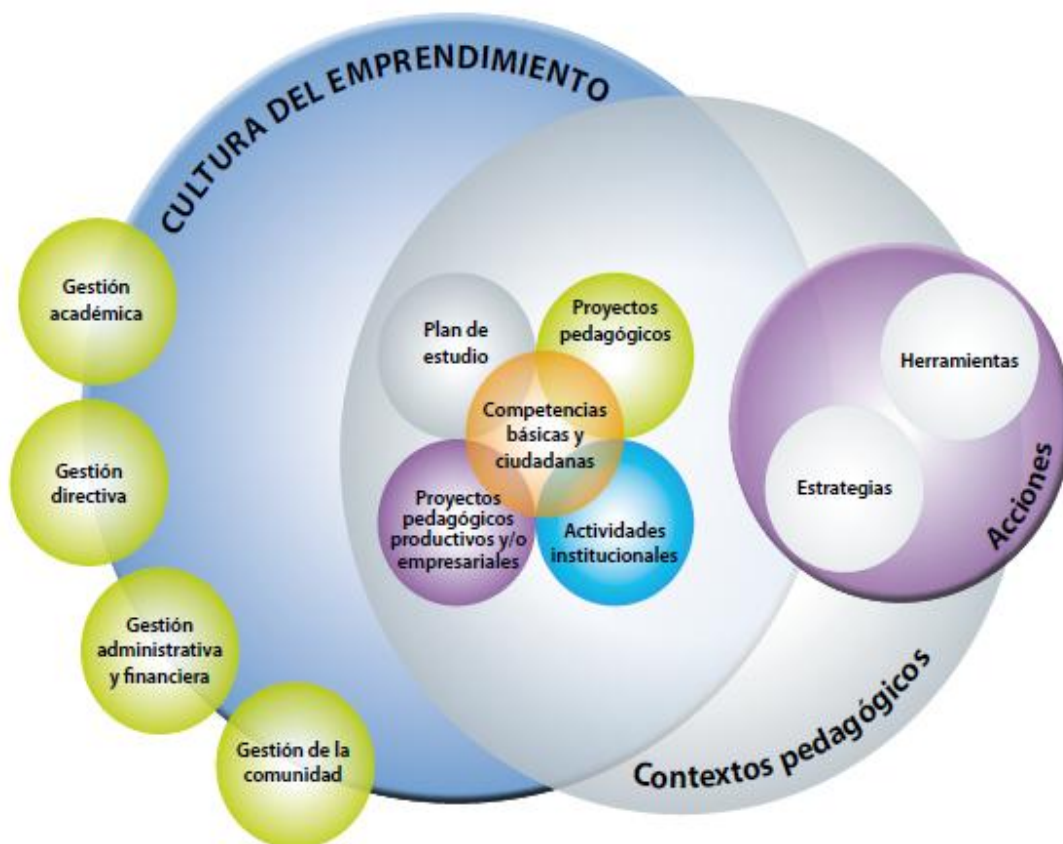 CULTURA DEL EMPRENDIMIENTO
Gestión
académica
Gestión
directiva
Gestión
administrativa
y financiera
Gestión de la
comunidad
Plan de
estudio
Proyectos
pedagógicos
Competencias
básicas y
ciudadanas
Proyectos
pedagógicos
productivos y/o
empresariales
Actividades
institucionales
Herramientas
Estrategias
Acciones
Contextos pedagógicos